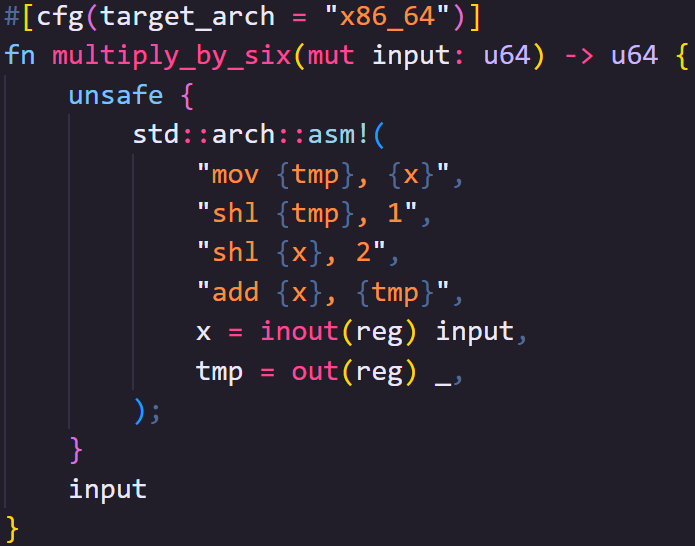 #[cfg(target_arch = "x86_64")]
fn multiply_by_six(mut input: u64) -> u64 {
    unsafe {
        std::arch::asm!(
            "mov {tmp}, {x}",
            "shl {tmp}, 1",
            "shl {x}, 2",
            "add {x}, {tmp}",
            x = inout(reg) input,
            tmp = out(reg) _,
        );
    }
    input
}